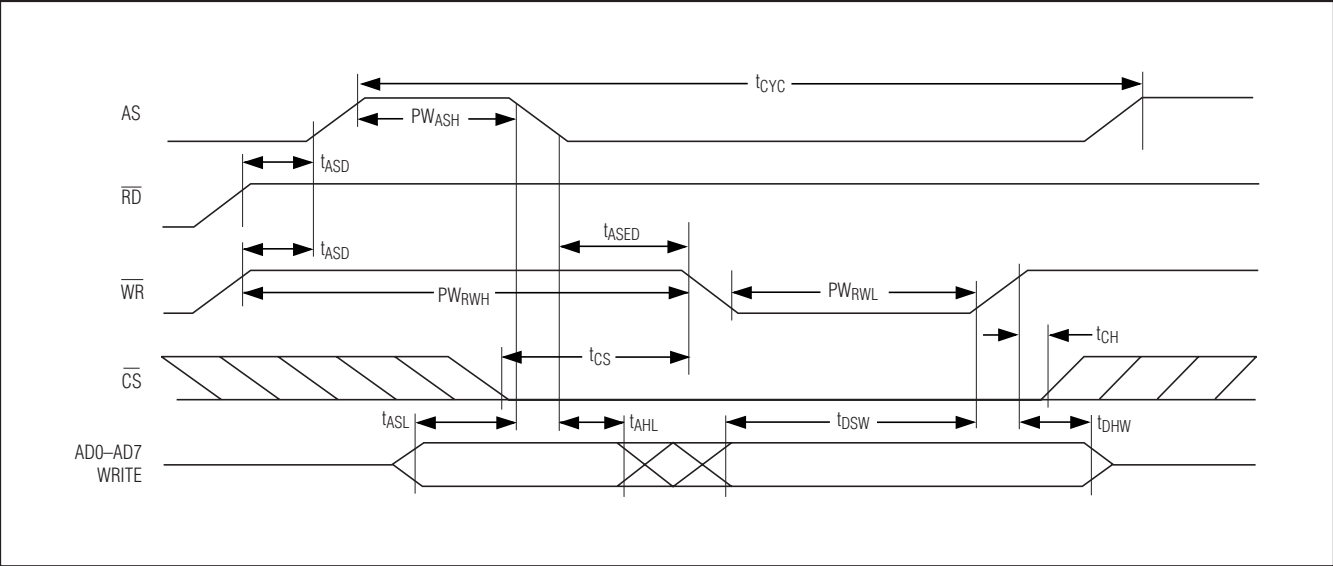 tCYC
AS
PWASH
tASD
RD
tASED
tASD
WR
PWRWH
PWRWL
tCH
tCS
CS
tASL
tAHL
tDSW
tDHW
AD0–AD7
WRITE